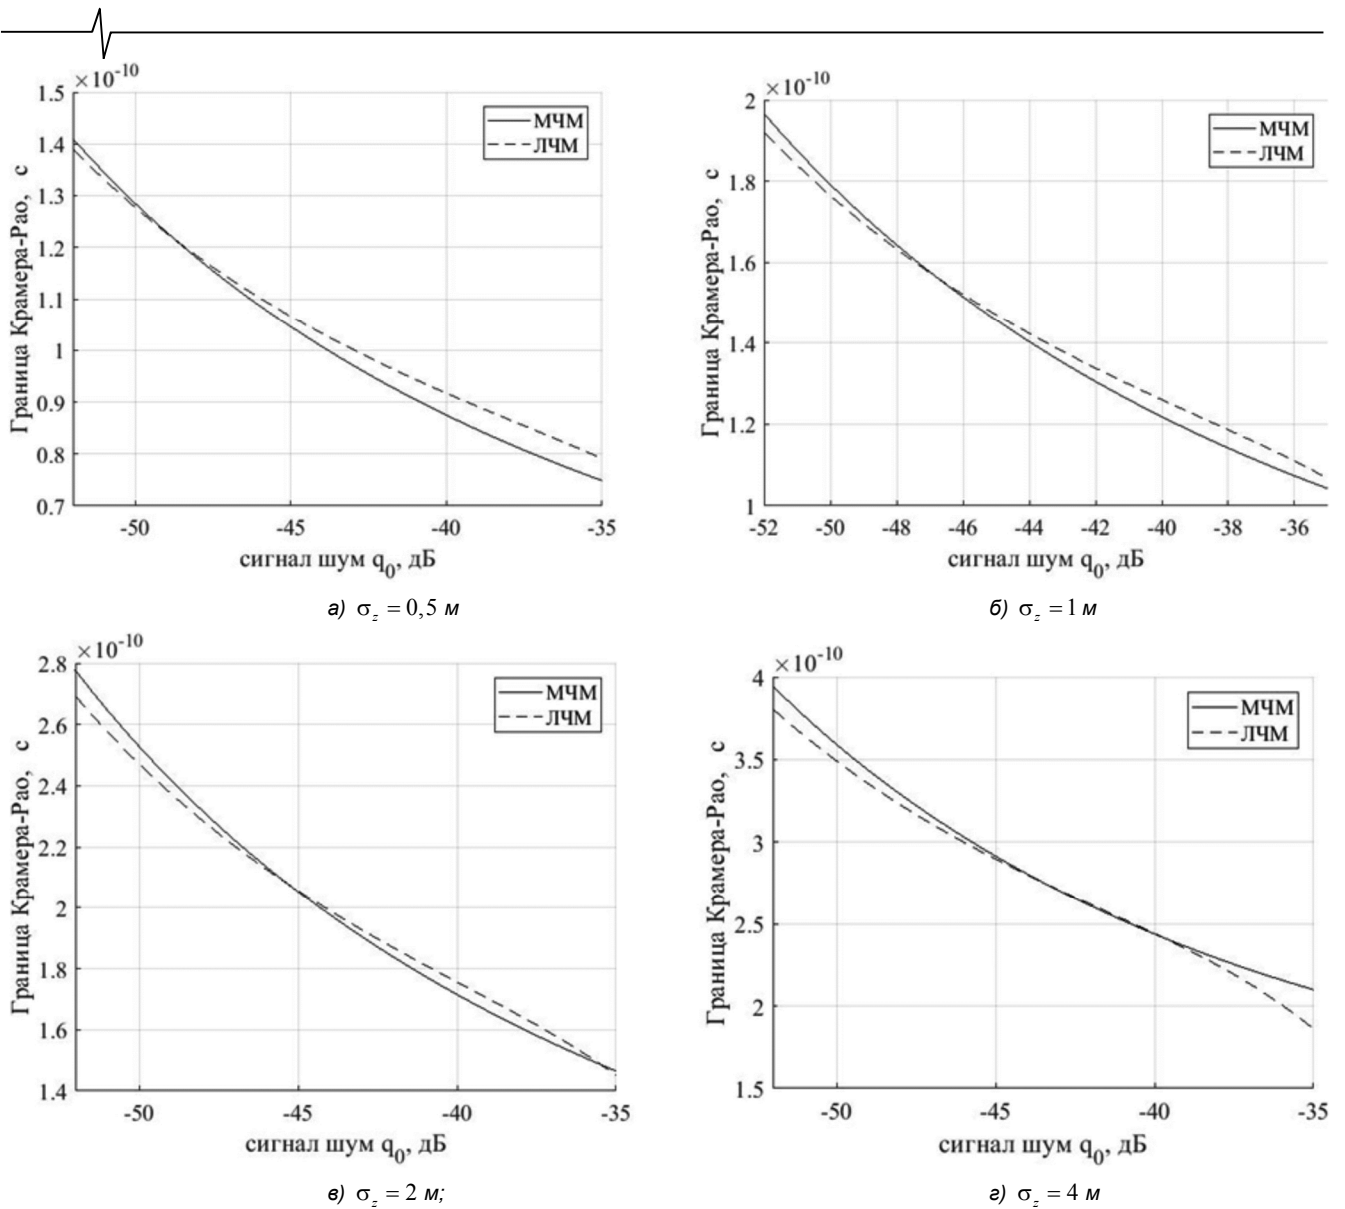 ×10-10
1.5
1.4
1.3
1.2
1.1
1
0.9
0.8
0.7
Граница Крамера-Рао, с
МЧМ
ЛЧМ
-50 -45 -40 -35
сигнал шум q0, дБ
а) σz = 0,5 м
×10-10
2
1.8
1.6
1.4
1.2
1
Граница Крамера-Рао, с
МЧМ
ЛЧМ
-52 -50 -48 -46 -44 -42 -40 -38 -36
сигнал шум q0, дБ
б) σz = 1 м
×10-10
2.8
2.6
2.4
2.2
2
1.8
1.6
1.4
Граница Крамера-Рао, с
МЧМ
ЛЧМ
-50 -45 -40 -35
сигнал шум q0, дБ
в) σz = 2 м;
×10-10
4
3.5
3
2.5
2
1.5
Граница Крамера-Рао, с
МЧМ
ЛЧМ
-50 -45 -40 -35
сигнал шум q0, дБ
г) σz = 4 м